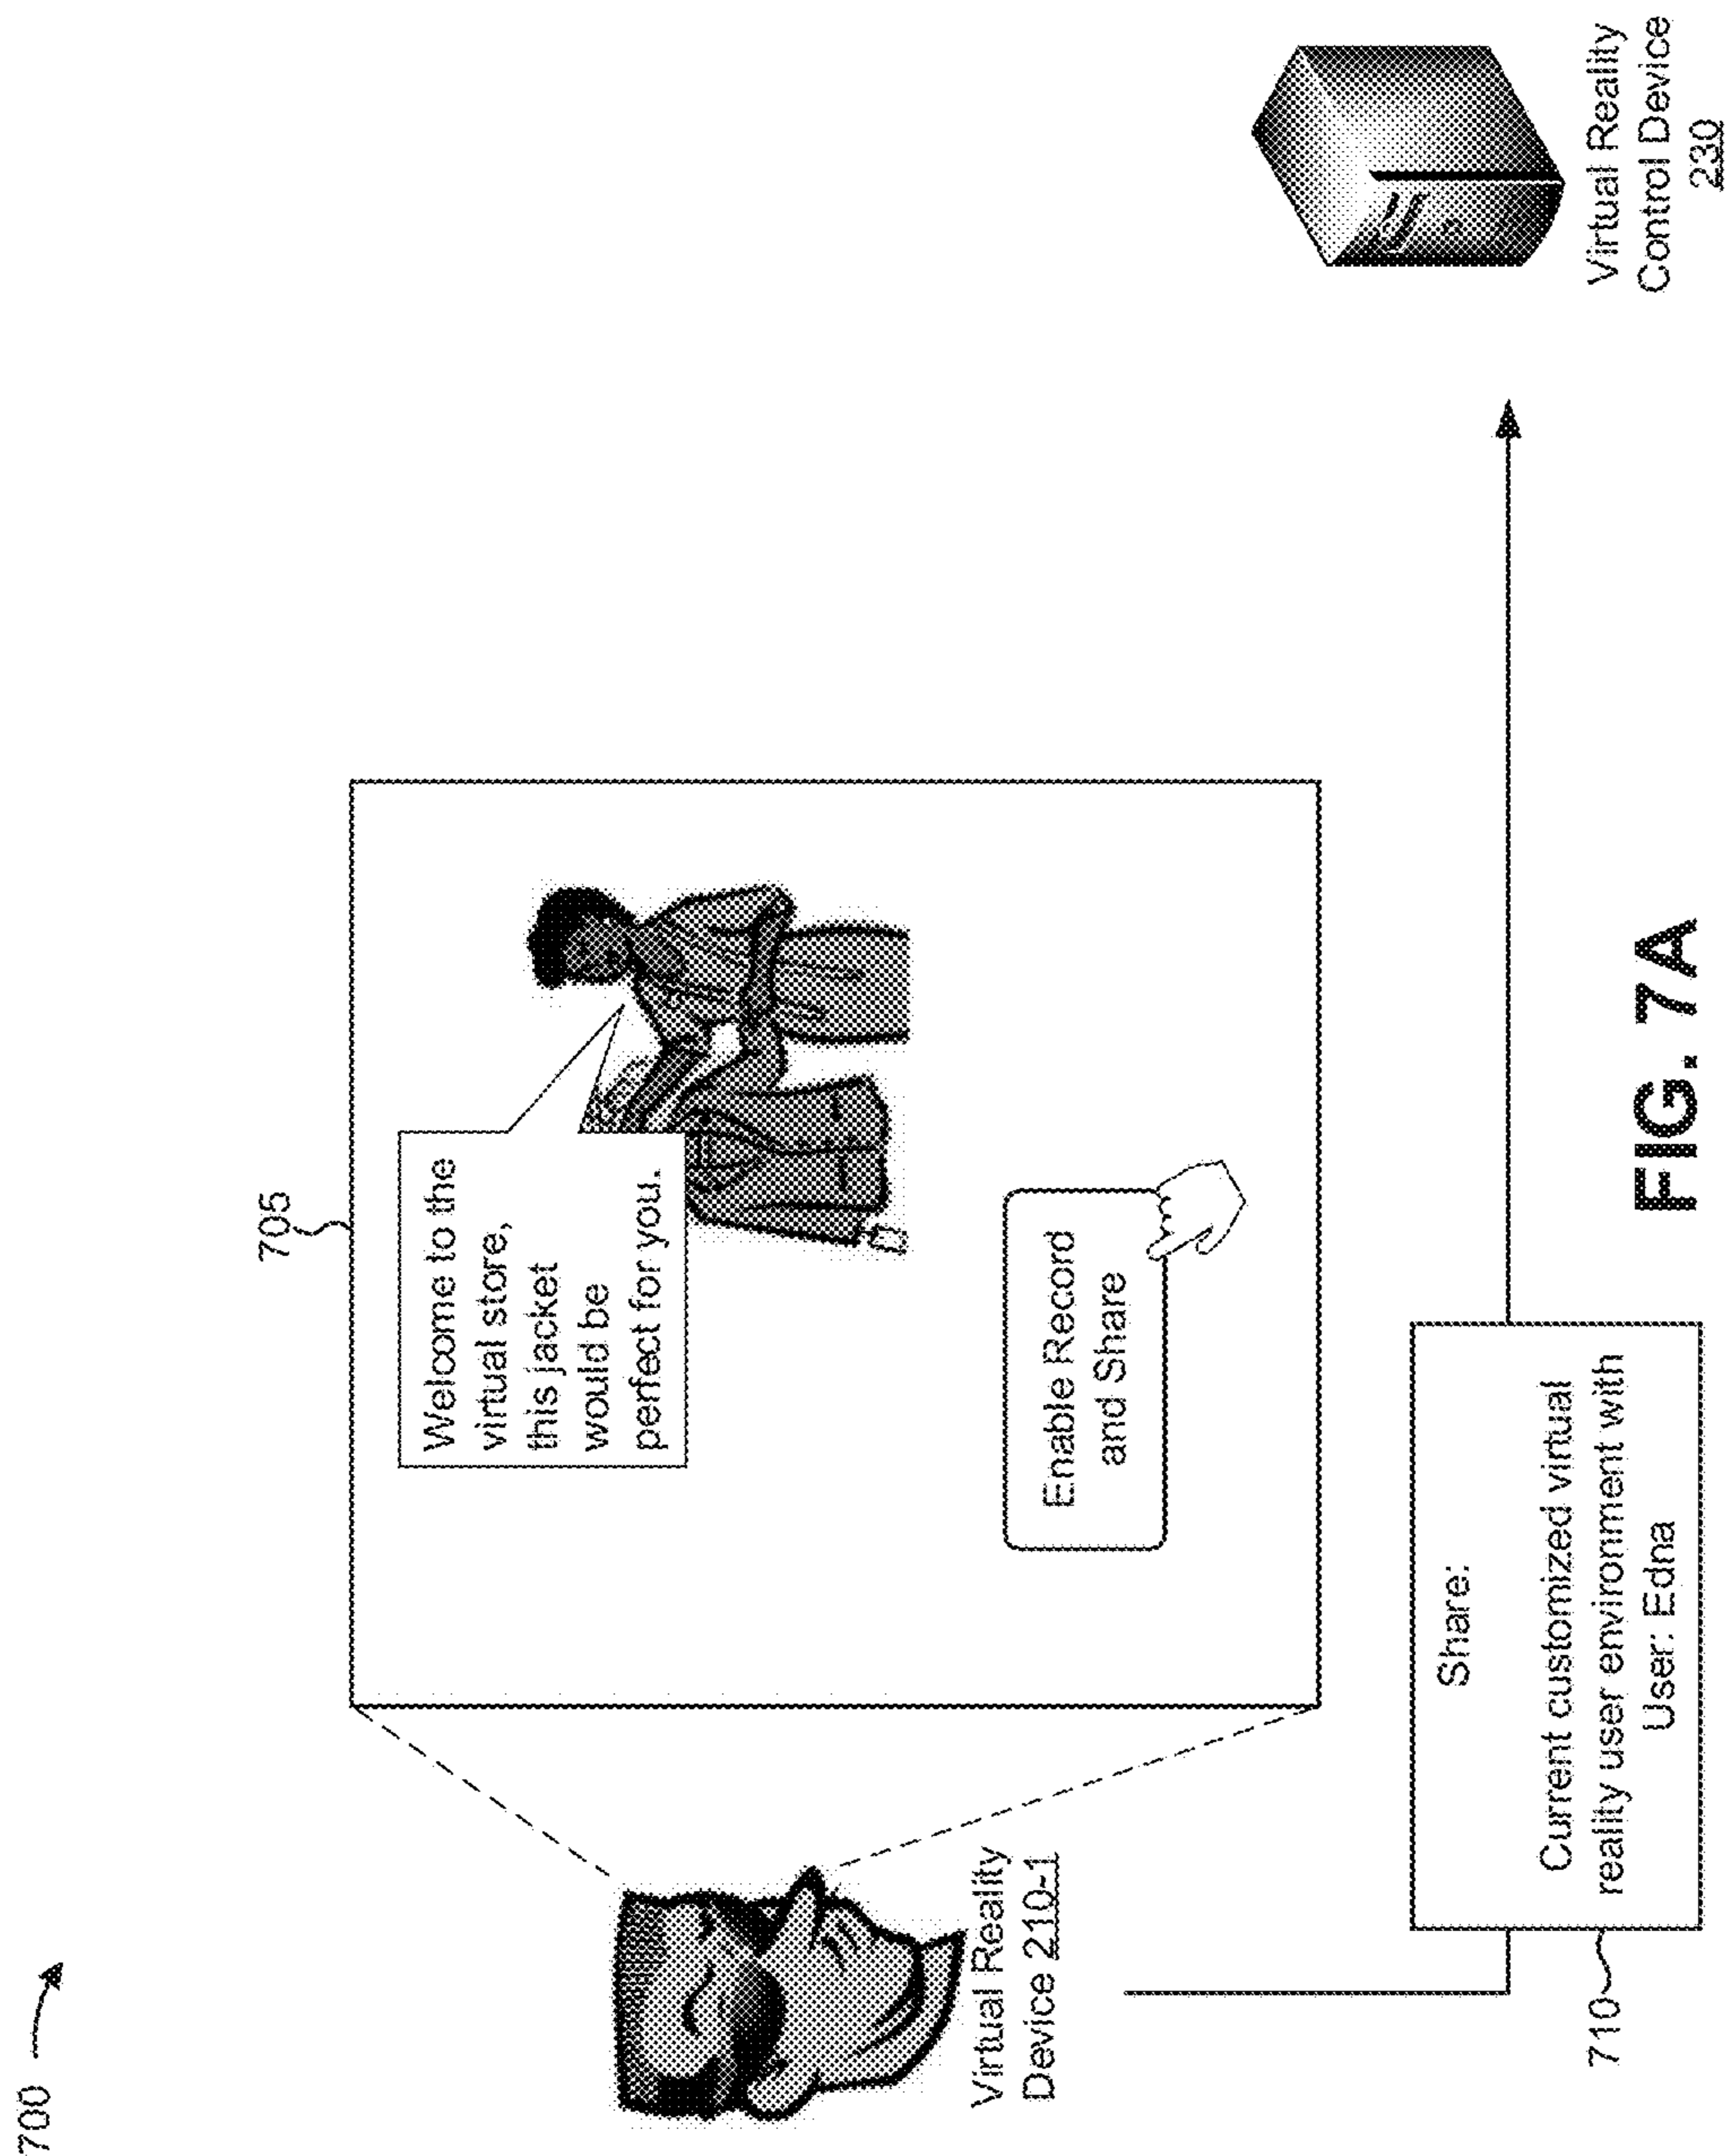 700
705
Welcome to the
virtual store,
this jacket
would be
perfect for you.
Enable Record
and Share
Virtual Reality
Device 210-1
710
Share:
Current customized virtual
reality user environment with
User: Edna
Virtual Reality
Control Device
230
FIG. 7A